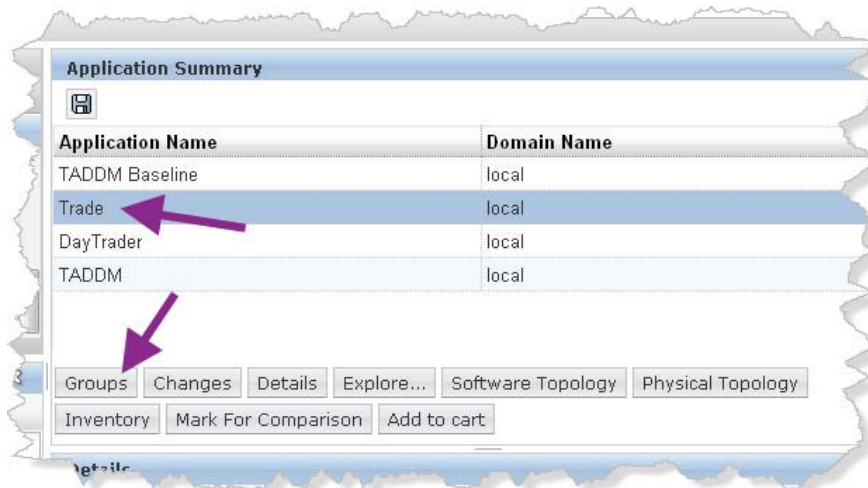 Application Summary
Application Name Domain Name
TADDM Baseline local
Trade local
DayTrader local
TADDM local
Groups Changes Details Explore... Software Topology Physical Topology
Inventory Mark For Comparison Add to cart
Details